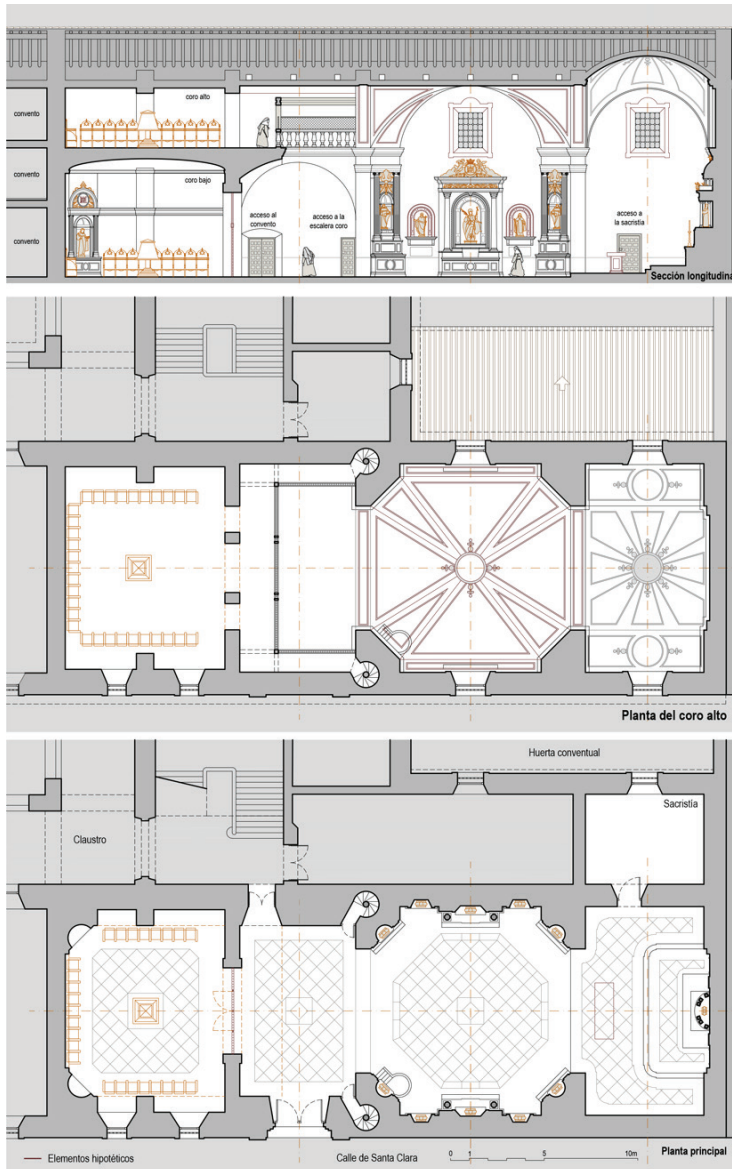 coro alto
convento
convento
coro bajo
convento
acceso al
convento
acceso a la
escalera coro
acceso a
la sacristía
Sección longitudina
Planta del coro alto
Huerta conventual
Sacristía
Claustro
Elementos hipotéticos
Calle de Santa Clara
0 1 5 10m
Planta principal